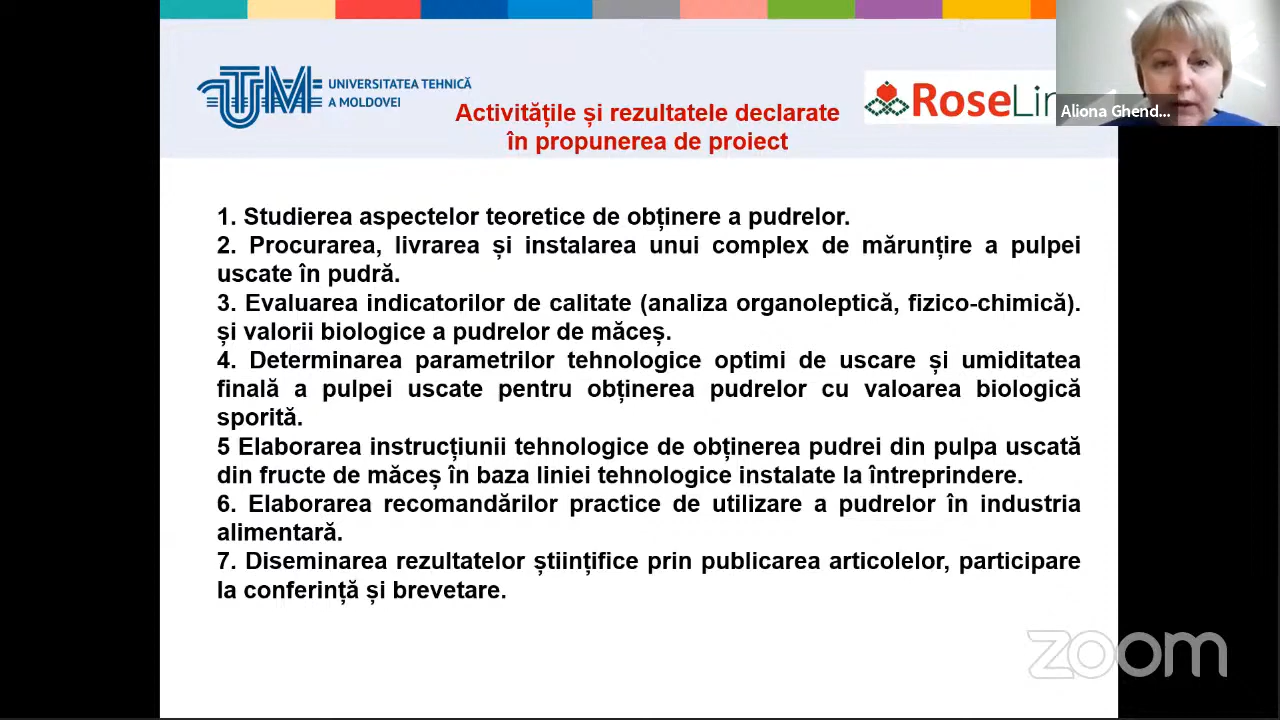 UTM
UNIVERSITATEA TEHNICĂ
A MOLDOVEI
Activitățile și rezultatele declarate
în propunerea de proiect
RoseLin
Aliona Ghend...
1. Studierea aspectelor teoretice de obținere a pudrelor.
2. Procurarea, livrarea și instalarea unui complex de mărunțire a pulpei
uscate în pudră.
3. Evaluarea indicatorilor de calitate (analiza organoleptică, fizico-chimică).
și valorii biologice a pudrelor de măceș.
4. Determinarea parametrilor tehnologice optimi de uscare și umiditatea
finală a pulpei uscate pentru obținerea pudrelor cu valoarea biologică
sporită.
5 Elaborarea instrucțiunii tehnologice de obținerea pudrei din pulpa uscată
din fructe de măceș în baza liniei tehnologice instalate la întreprindere.
6. Elaborarea recomandărilor practice de utilizare a pudrelor în industria
alimentară.
7. Diseminarea rezultatelor științifice prin publicarea articolelor, participare
la conferință și brevetare.
zoom